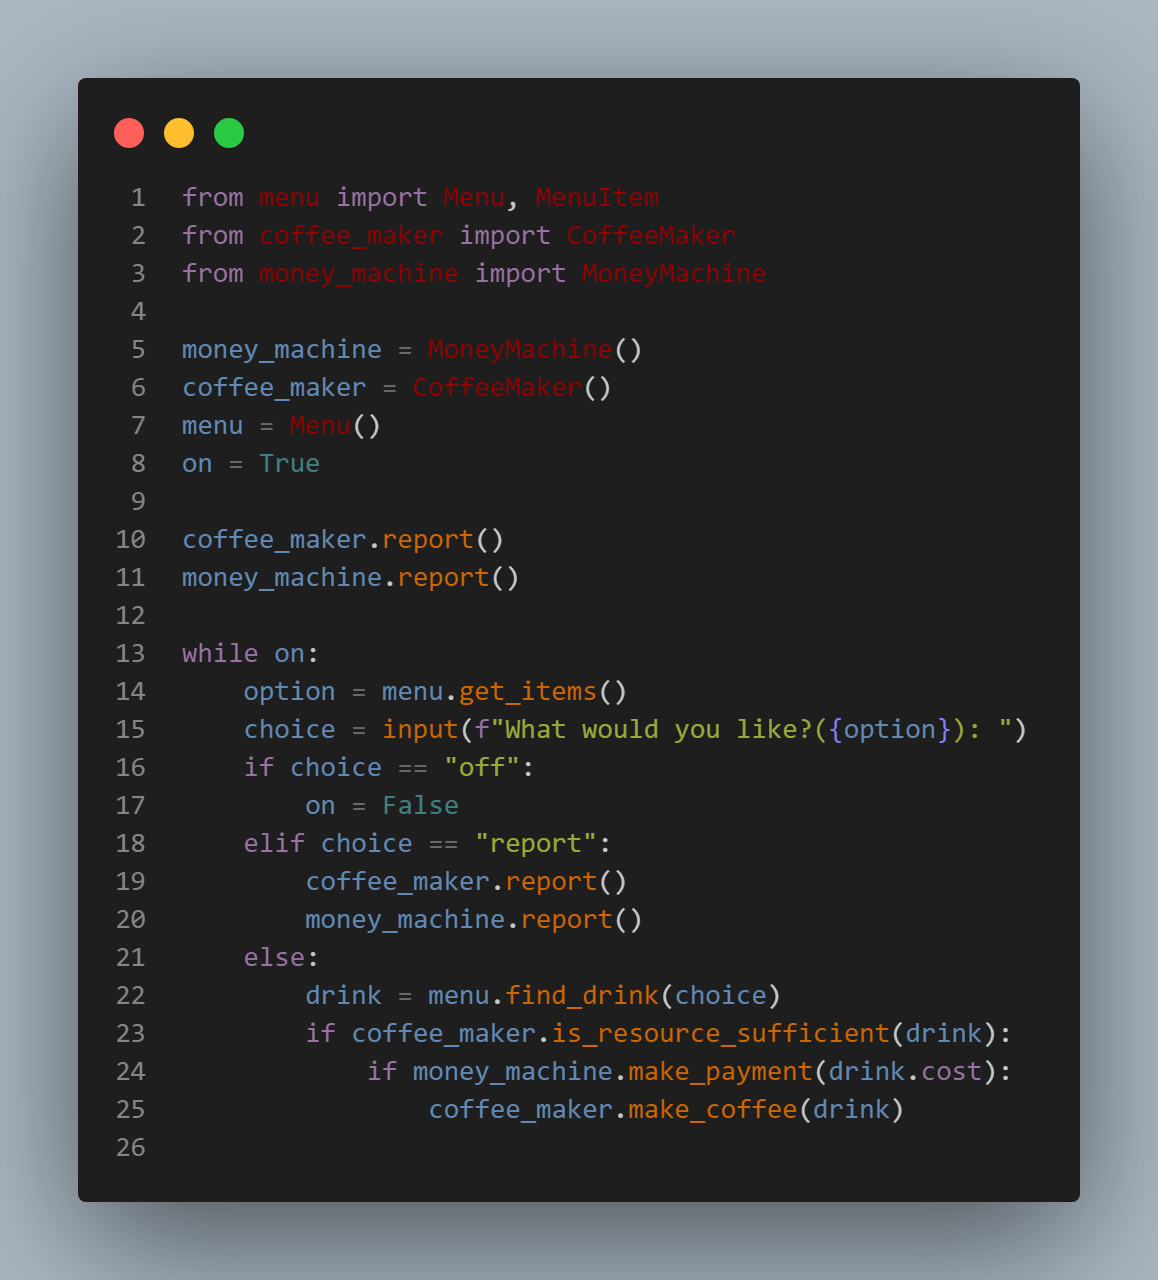 1 from menu import Menu, MenuItem
2 from coffee_maker import CoffeeMaker
3 from money_machine import MoneyMachine
4
5 money_machine = MoneyMachine()
6 coffee_maker = CoffeeMaker()
7 menu = Menu()
8 on = True
9
10 coffee_maker.report()
11 money_machine.report()
12
13 while on:
14     option = menu.get_items()
15     choice = input(f"What would you like?({option}): ")
16     if choice == "off":
17         on = False
18     elif choice == "report":
19         coffee_maker.report()
20         money_machine.report()
21     else:
22         drink = menu.find_drink(choice)
23         if coffee_maker.is_resource_sufficient(drink):
24             if money_machine.make_payment(drink.cost):
25                 coffee_maker.make_coffee(drink)
26